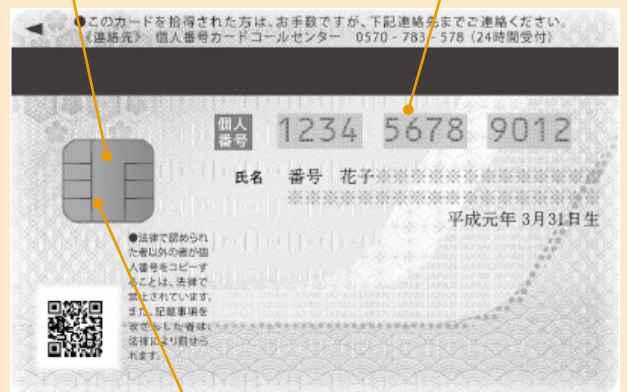 ●このカードを拾得された方は、お手数ですが、下記連絡先までご連絡ください。
《連絡先》 個人番号カードコールセンター 0570-783-578（24時間受付）
個人
番号
1234 5678 9012
氏名 番号 花子※※※※※※※※※※※※※
※※※※※※※※※※※※※※※※※※
平成元年 3月31日生
●法律で認められ
た者以外の者が個
人番号をコピーす
ることは、法律で
禁止されています。
また、記載事項を
改ざんした者は、
法律により罰せら
れます。